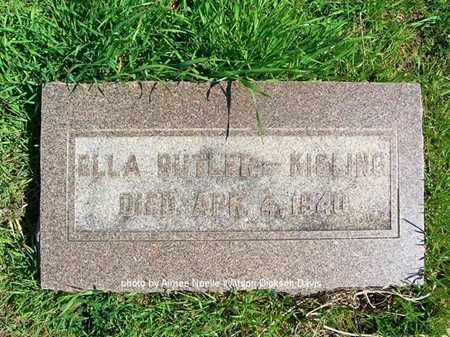 ELLA BUTLER - KISLING
DIED APR. 4, 1940
photo by Aimee Noelle Watson Dickson Davis